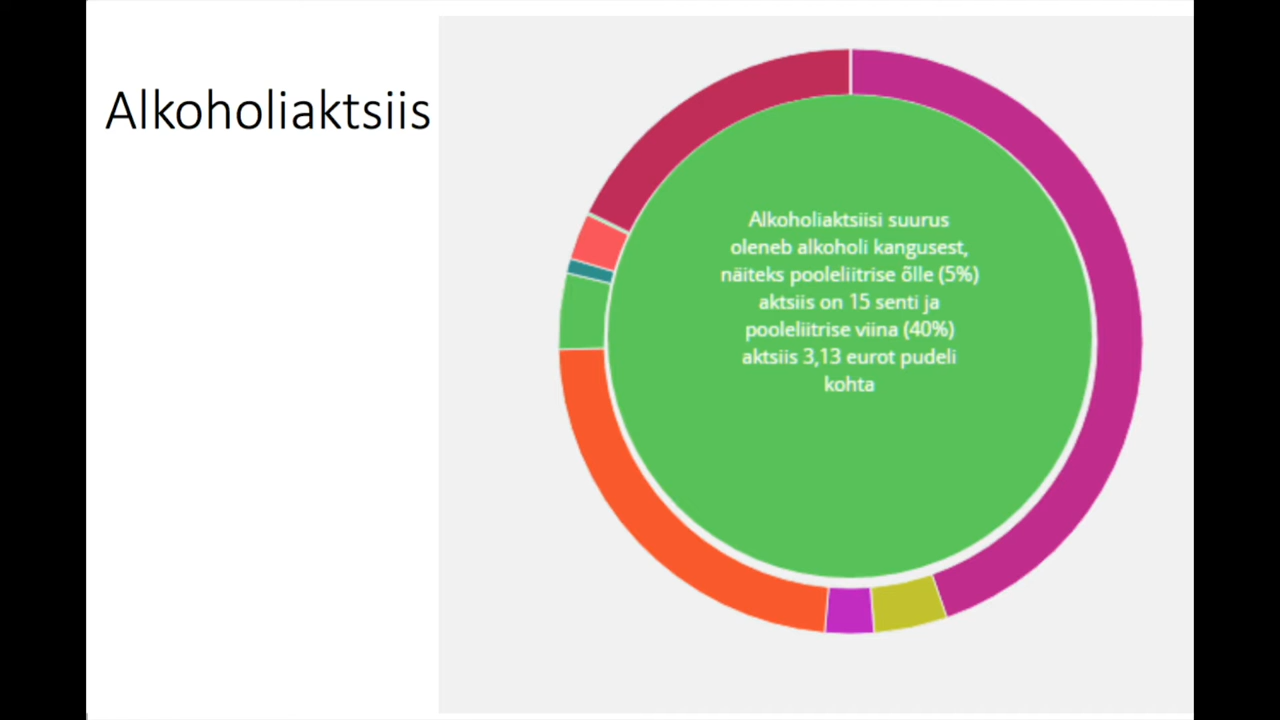 Alkoholiaktsiis
Alkoholiaktsiisi suurus
oleneb alkoholi kangusest,
näiteks pooleliitrise õlle (5%)
aktsiis on 15 senti ja
pooleliitrise viina (40%)
aktsiis 3,13 eurot pudeli
kohta